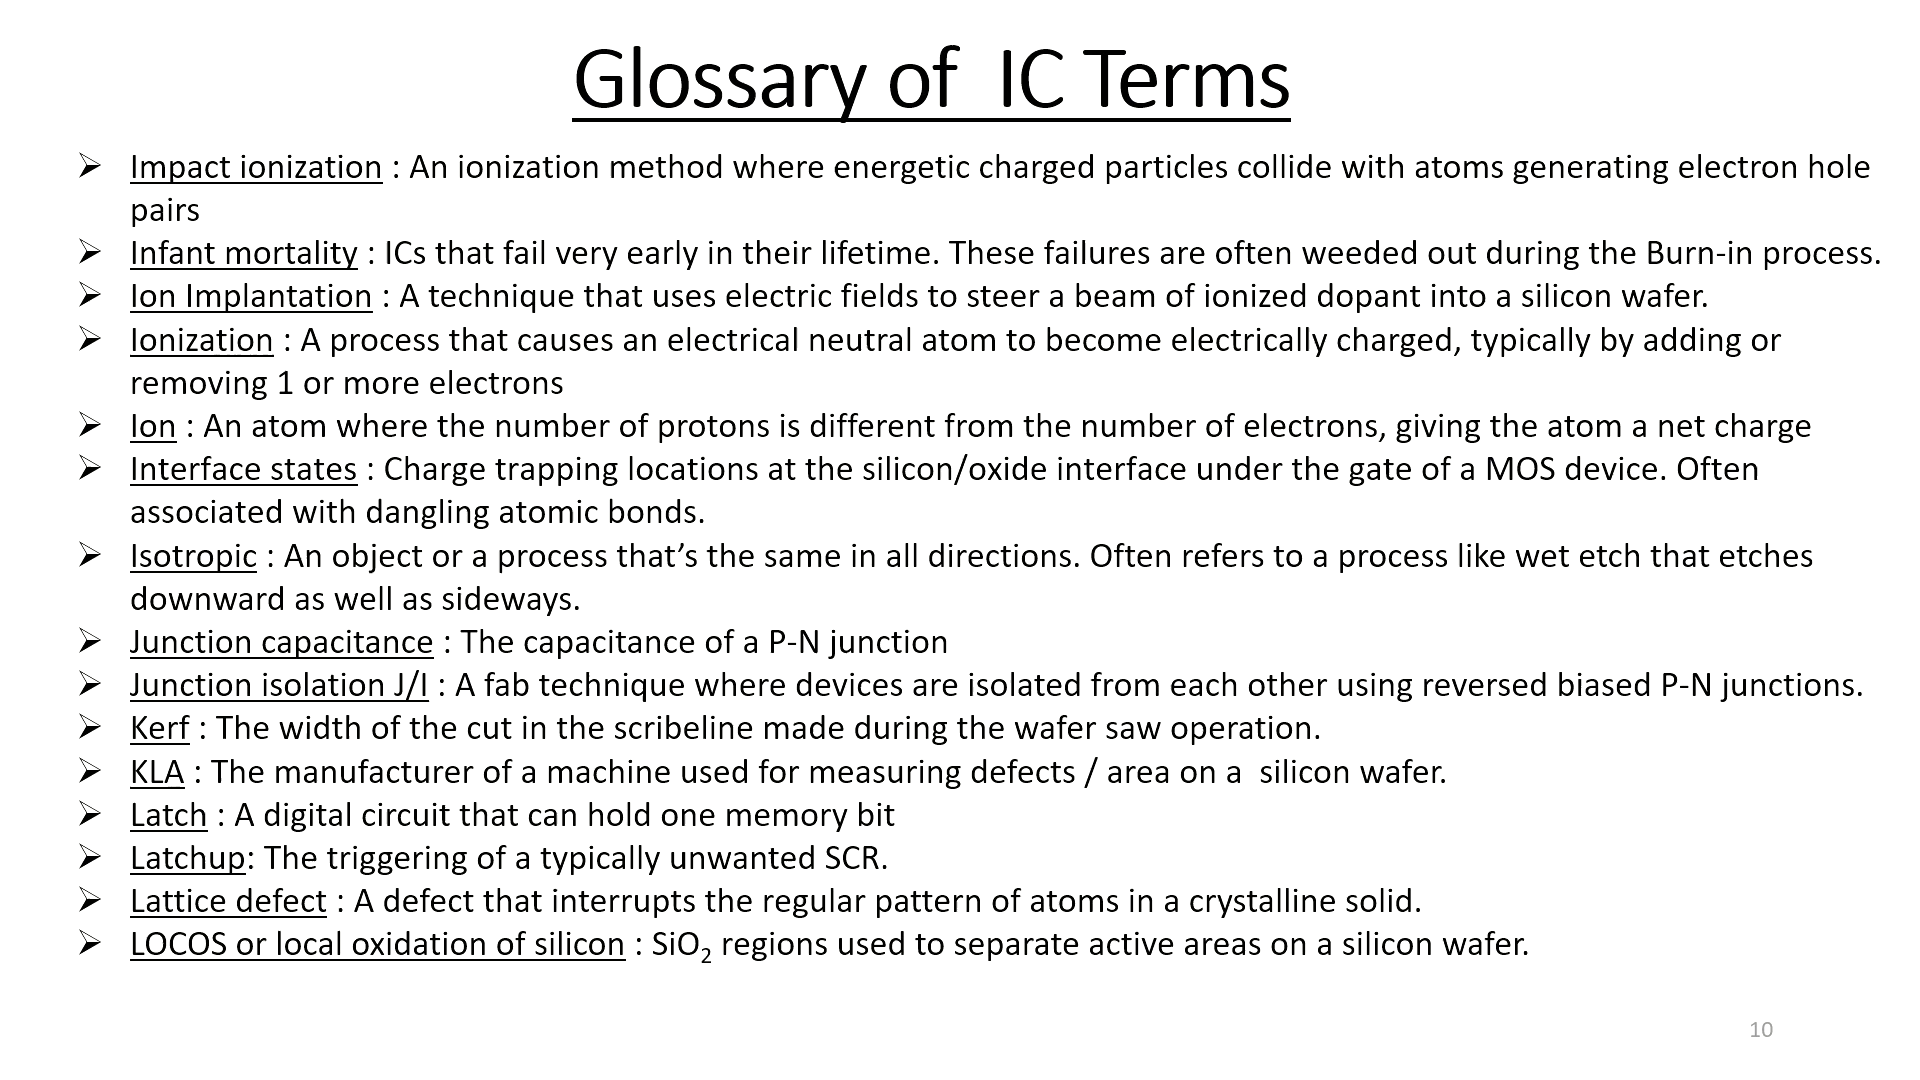 Glossary of  IC Terms
➢ Impact ionization : An ionization method where energetic charged particles collide with atoms generating electron hole
pairs
➢ Infant mortality : ICs that fail very early in their lifetime. These failures are often weeded out during the Burn-in process.
➢ Ion Implantation : A technique that uses electric fields to steer a beam of ionized dopant into a silicon wafer.
➢ Ionization : A process that causes an electrical neutral atom to become electrically charged, typically by adding or
removing 1 or more electrons
➢ Ion : An atom where the number of protons is different from the number of electrons, giving the atom a net charge
➢ Interface states : Charge trapping locations at the silicon/oxide interface under the gate of a MOS device. Often
associated with dangling atomic bonds.
➢ Isotropic : An object or a process that’s the same in all directions. Often refers to a process like wet etch that etches
downward as well as sideways.
➢ Junction capacitance : The capacitance of a P-N junction
➢ Junction isolation J/I : A fab technique where devices are isolated from each other using reversed biased P-N junctions.
➢ Kerf : The width of the cut in the scribeline made during the wafer saw operation.
➢ KLA : The manufacturer of a machine used for measuring defects / area on a  silicon wafer.
➢ Latch : A digital circuit that can hold one memory bit
➢ Latchup: The triggering of a typically unwanted SCR.
➢ Lattice defect : A defect that interrupts the regular pattern of atoms in a crystalline solid.
➢ LOCOS or local oxidation of silicon : SiO₂ regions used to separate active areas on a silicon wafer.
10